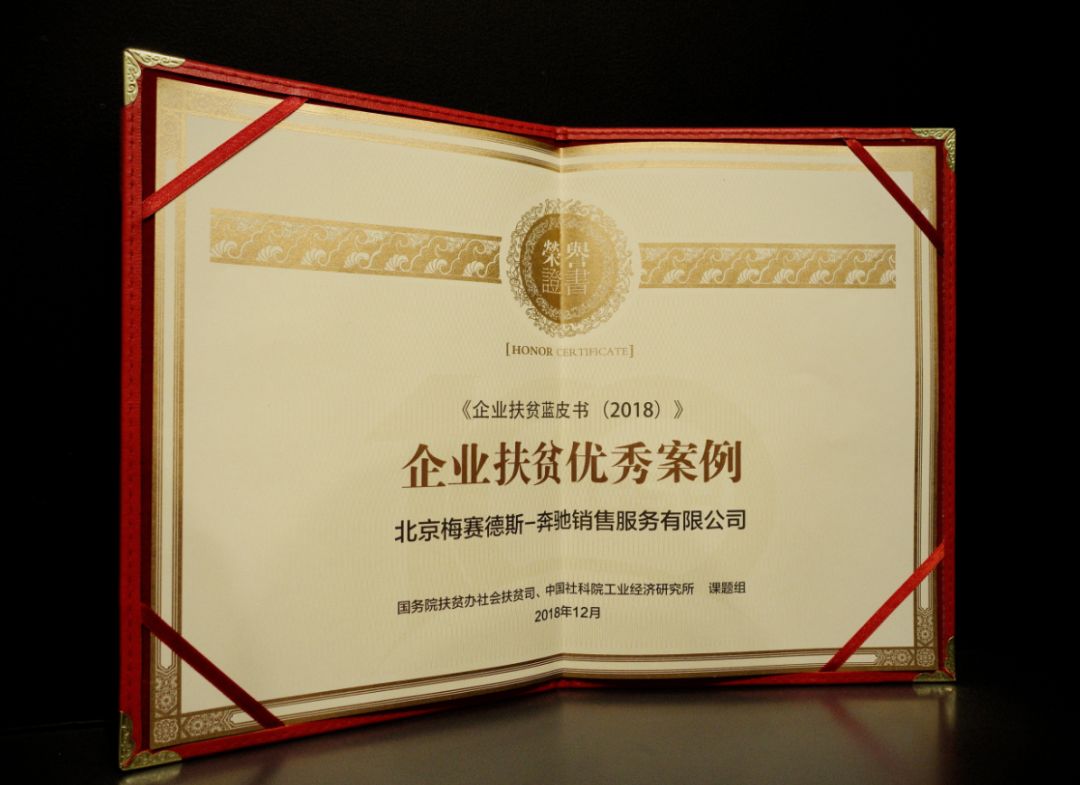 榮譽
證書
[HONOR CERTIFICATE]
《企业扶贫蓝皮书（2018）》
企业扶贫优秀案例
北京梅赛德斯-奔驰销售服务有限公司
国务院扶贫办社会扶贫司、中国社科院工业经济研究所 课题组
2018年12月